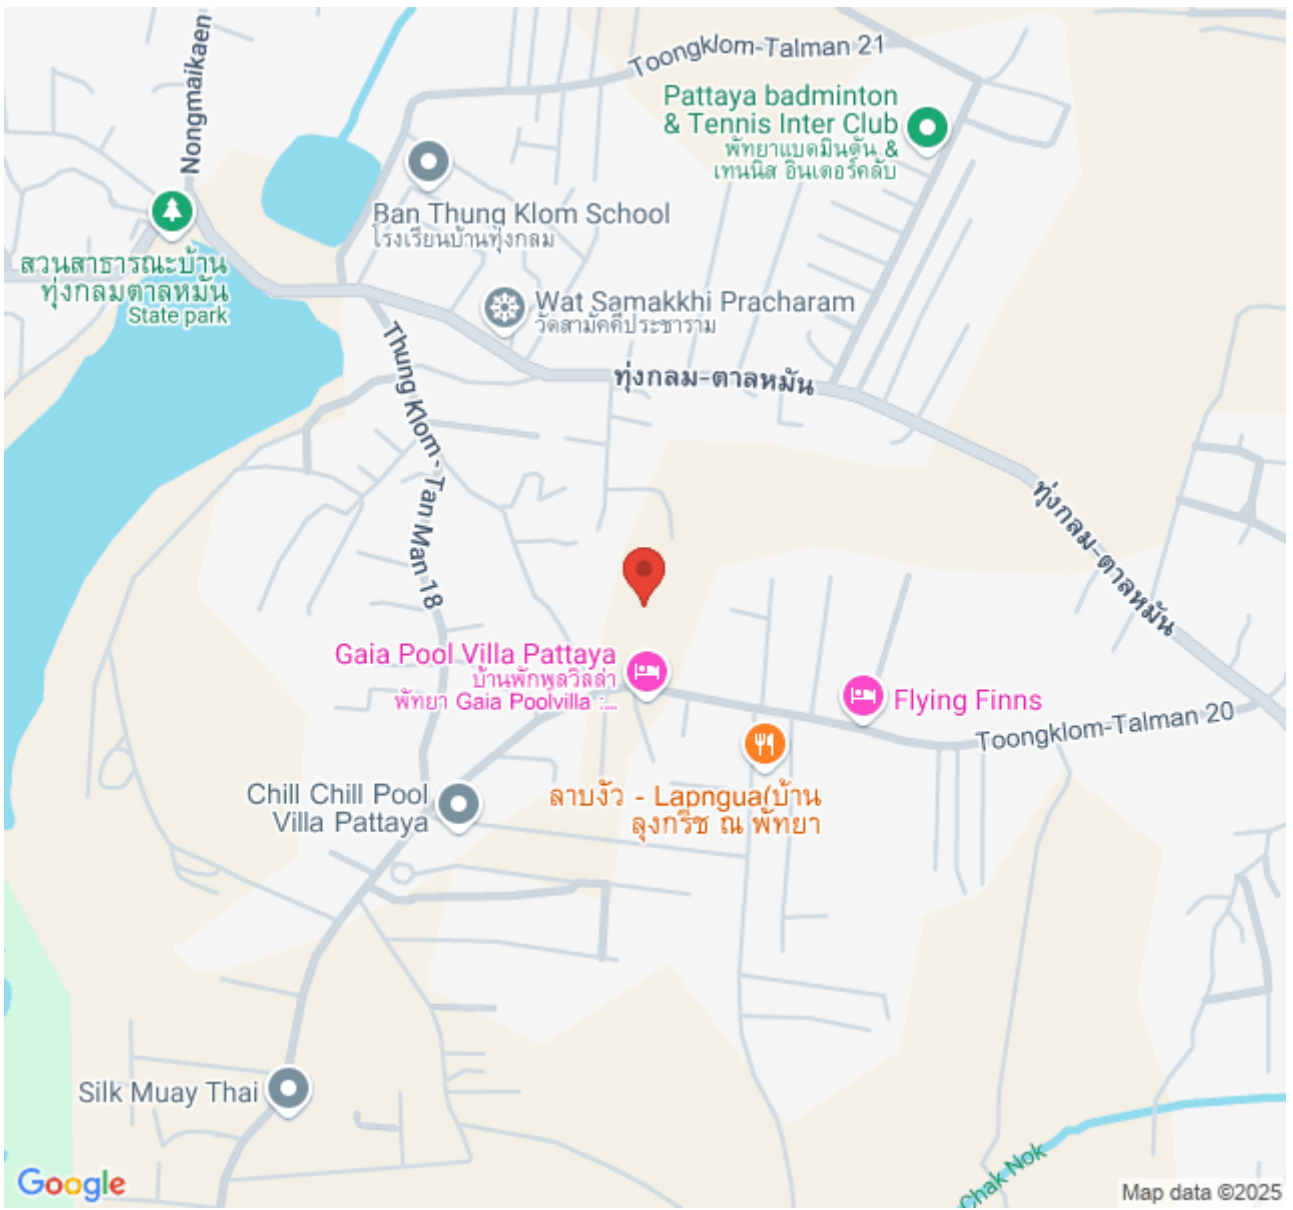 Nongmaikaen
Toongklom-Talman 21
Pattaya badminton
& Tennis Inter Club
พัทยาแบดมินตัน &
เทนนิส อินเตอร์คลับ
Ban Thung Klom School
โรงเรียนบ้านทุ่งกลม
สวนสาธารณะบ้าน
ทุ่งกลมตาลหมัน
State park
Wat Samakkhi Pracharam
วัดสามัคคีประชาราม
ทุ่งกลม-ตาลหมัน
Thung Klom - Tan Man 18
ทุ่งกลม-ตาลหมัน
Gaia Pool Villa Pattaya
บ้านพักพูลวิลล่า
พัทยา Gaia Poolvilla :...
Flying Finns
Toongklom-Talman 20
ลาบงัว - Lapngua(บ้าน
ลุงกริช ณ พัทยา
Chill Chill Pool
Villa Pattaya
Silk Muay Thai
Chak Nok
Google
Map data ©2025